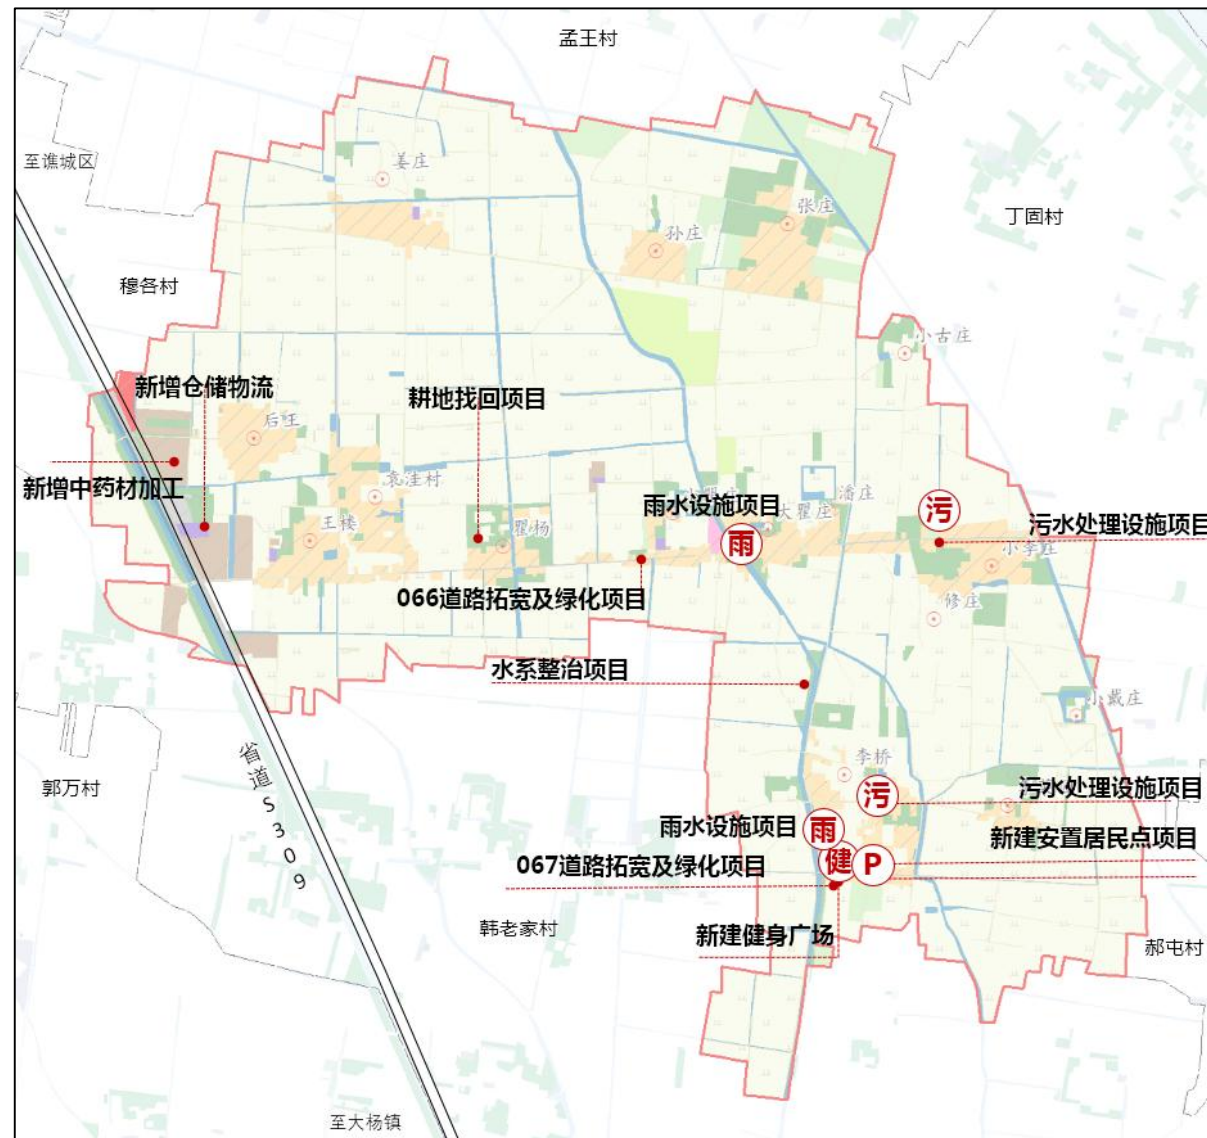 孟王村
至谯城区
姜庄
张庄
丁固村
孙庄
穆各村
小古庄
新增仓储物流
耕地找回项目
后王
袁洼村
新增中药材加工
雨水设施项目
潘庄
大瞿庄
污
污水处理设施项目
王楼
瞿杨
雨
小李庄
066道路拓宽及绿化项目
修庄
水系整治项目
小戴庄
省道S309
李桥
郭万村
污
污水处理设施项目
雨水设施项目
雨
新建安置居民点项目
067道路拓宽及绿化项目
健
P
新建健身广场
韩老家村
郝屯村
至大杨镇